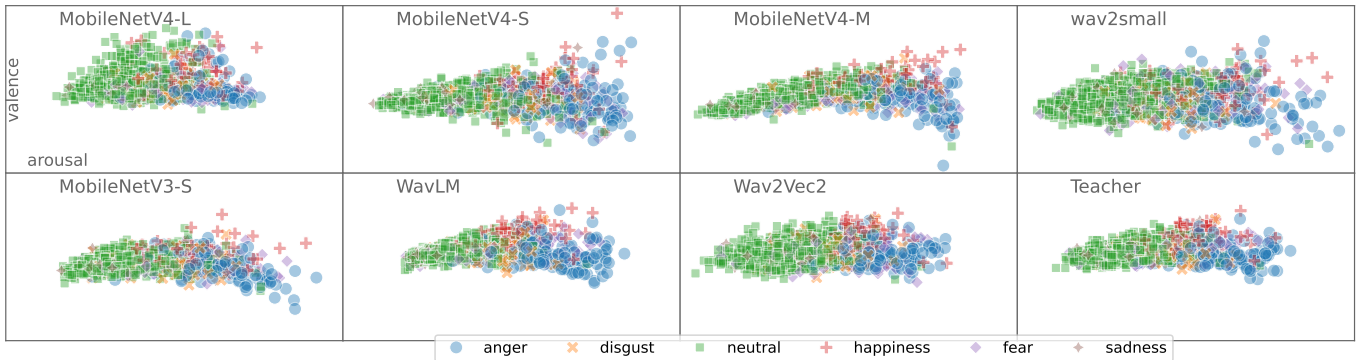 MobileNetV4-L
MobileNetV4-S
MobileNetV4-M
wav2small
valence
arousal
MobileNetV3-S
WavLM
Wav2Vec2
Teacher
anger disgust neutral happiness fear sadness